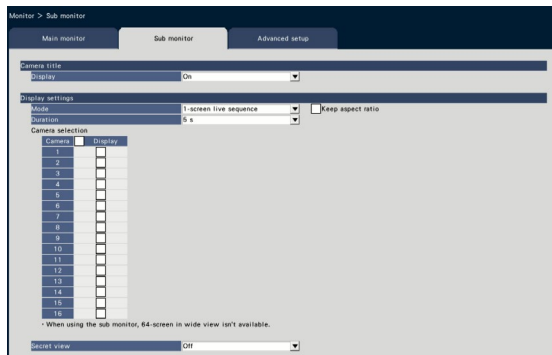 Monitor > Sub monitor
Main monitor Sub monitor Advanced setup
Camera title
Display On
Display settings
Mode 1-screen live sequence Keep aspect ratio
Duration 5 s
Camera selection
Camera Display
1
2
3
4
5
6
7
8
9
10
11
12
13
14
15
16
・When using the sub monitor, 64-screen in wide view isn't available.
Secret view Off